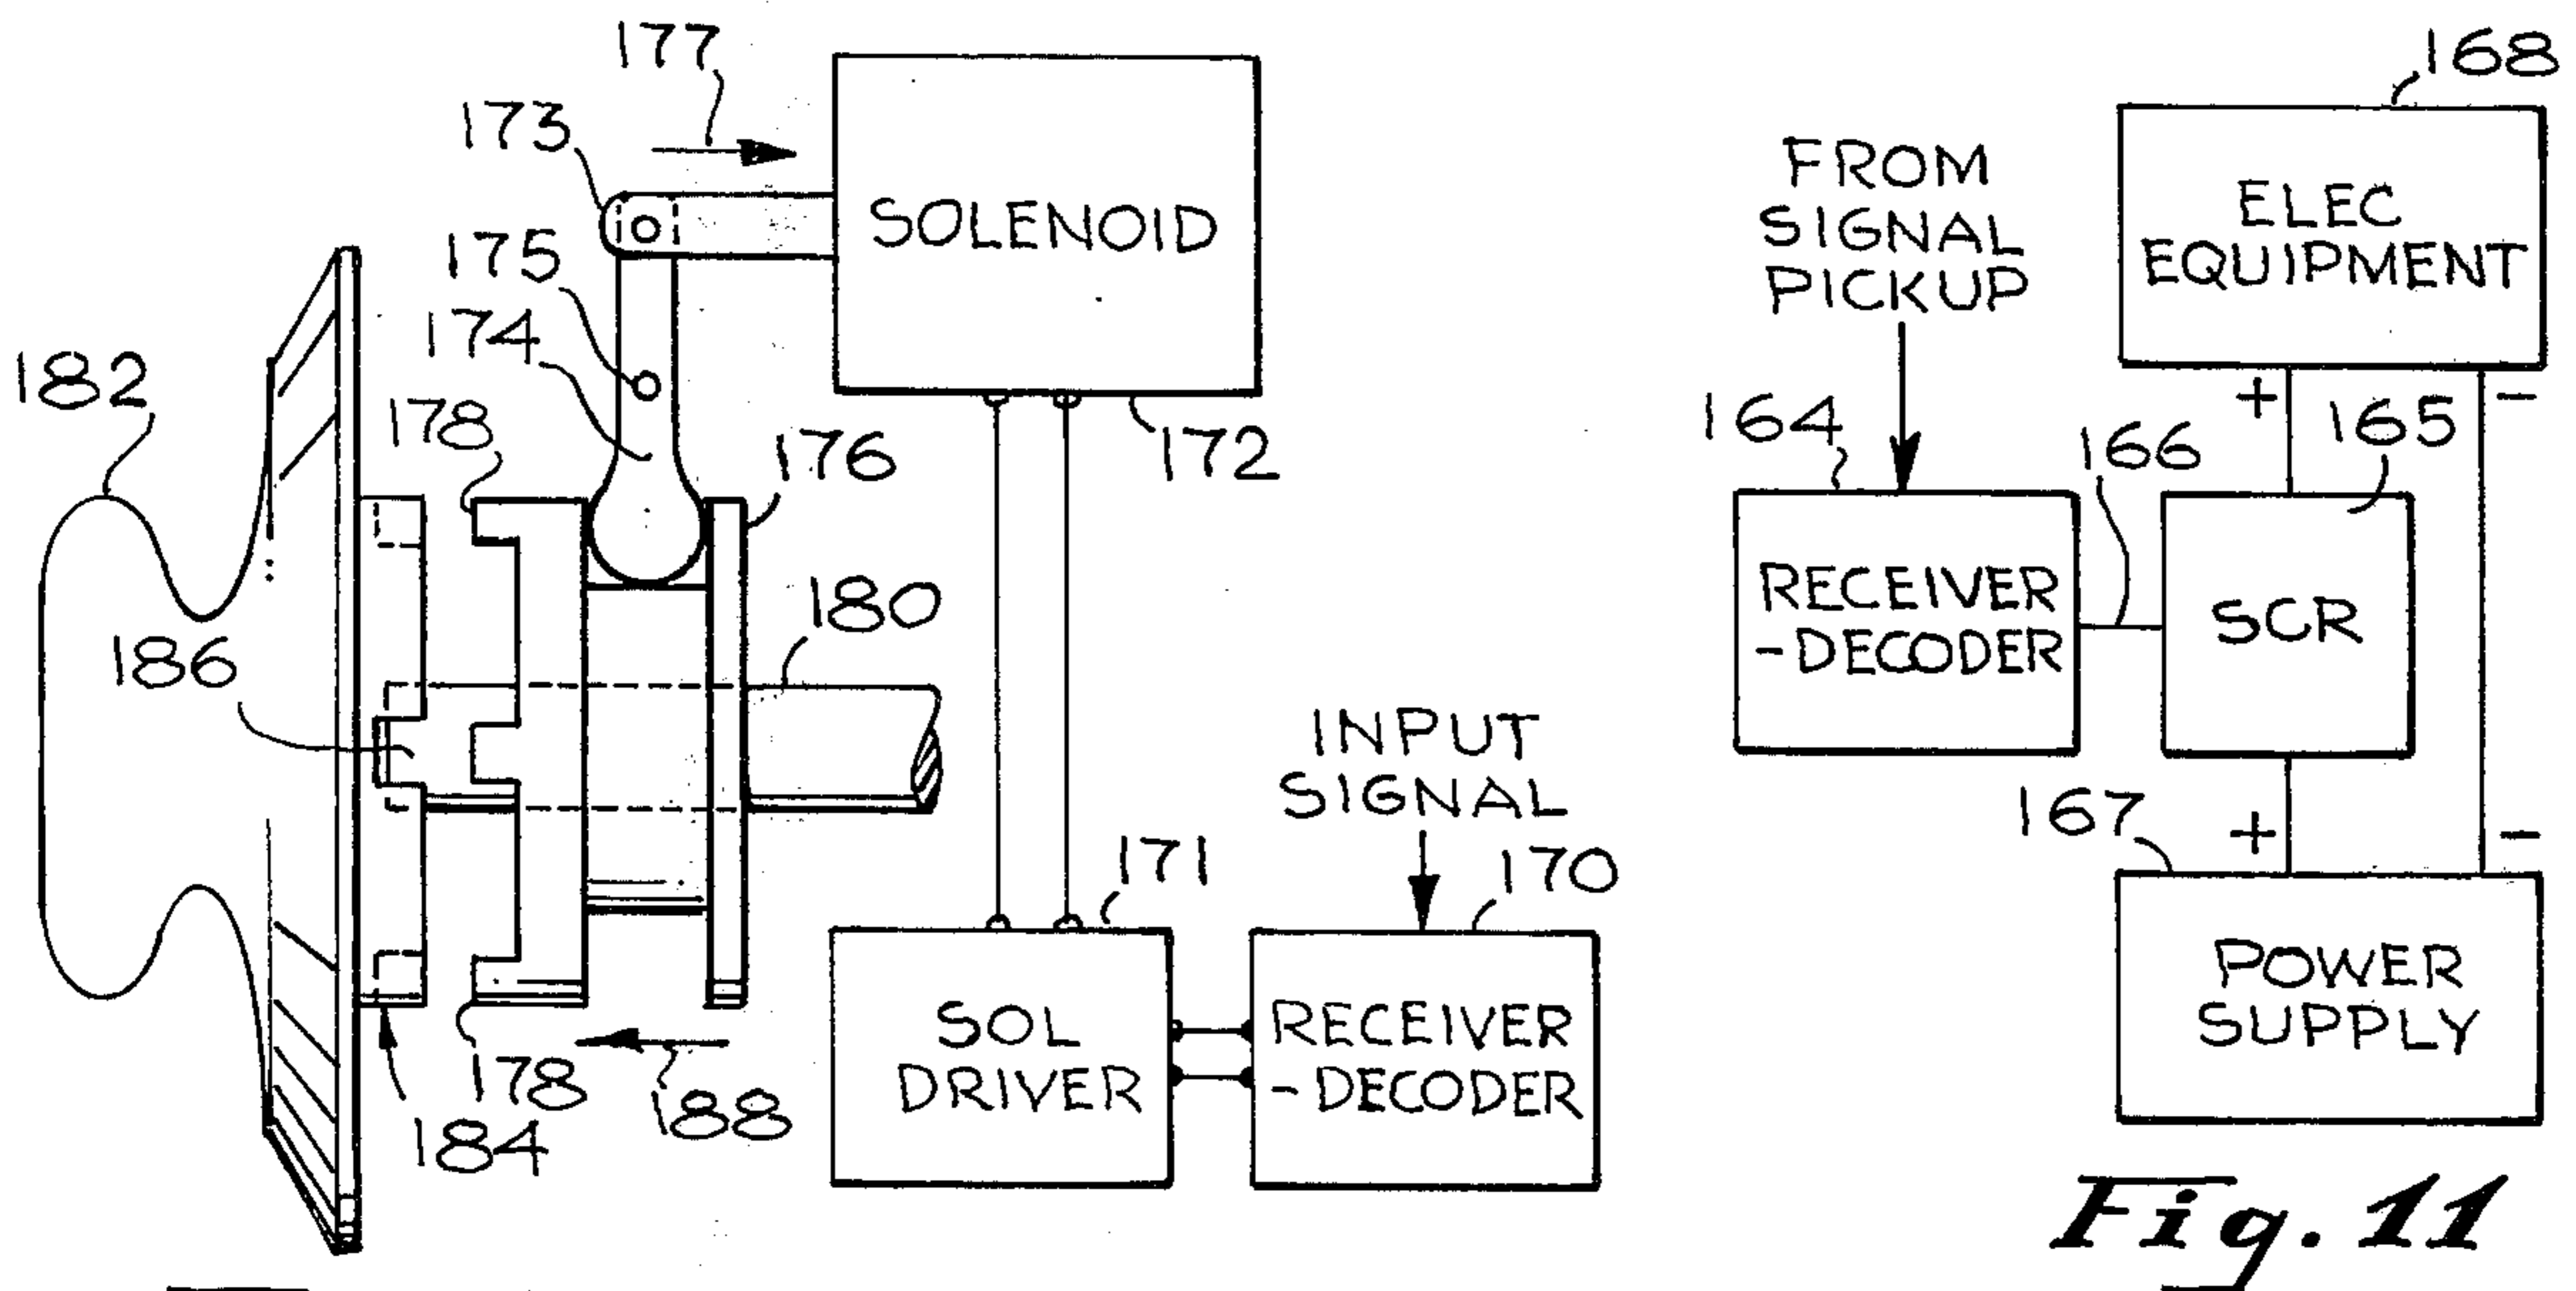 177
173
175
174
182
178
SOLENOID
172
176
180
186
INPUT
SIGNAL
171
170
SOL
DRIVER
RECEIVER
-DECODER
178
184
188
168
FROM
SIGNAL
PICKUP
ELEC
EQUIPMENT
+
-
164
166
165
RECEIVER
-DECODER
SCR
167
+
-
POWER
SUPPLY
Fig. 11